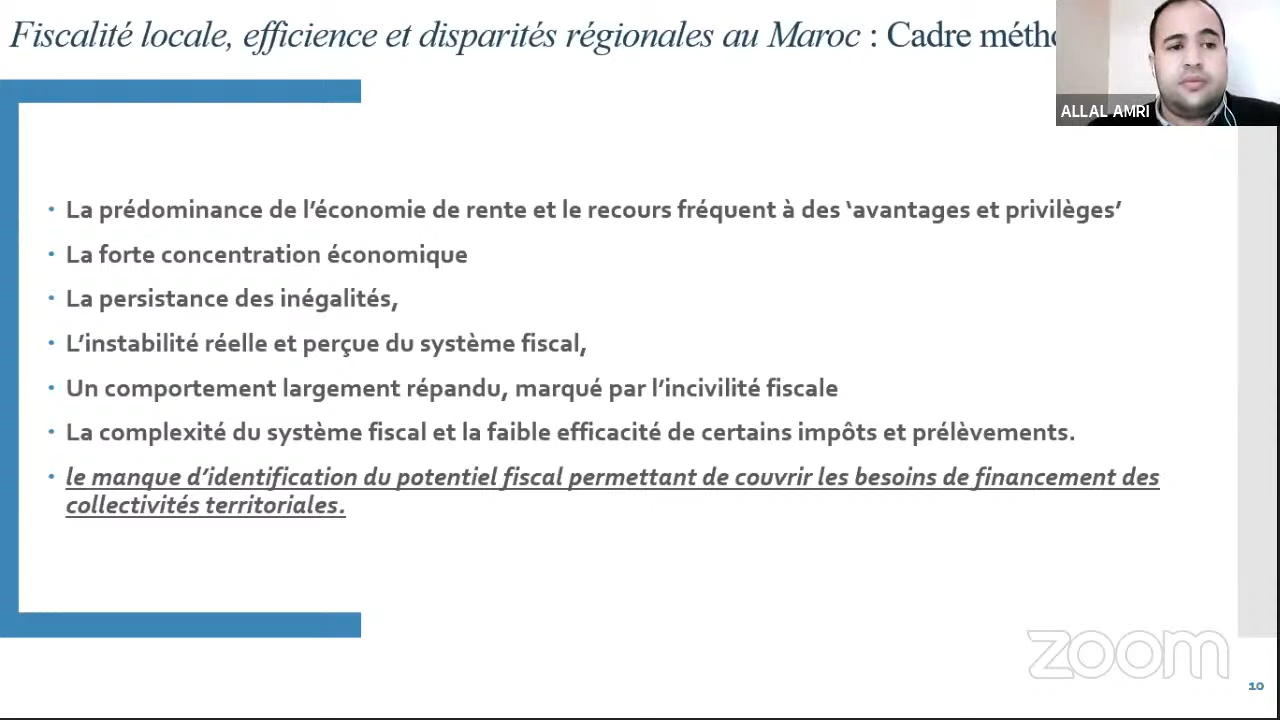 Fiscalité locale, efficience et disparités régionales au Maroc : Cadre métho
ALLAL AMRI
• La prédominance de l’économie de rente et le recours fréquent à des ‘avantages et privilèges’
• La forte concentration économique
• La persistance des inégalités,
• L’instabilité réelle et perçue du système fiscal,
• Un comportement largement répandu, marqué par l’incivilité fiscale
• La complexité du système fiscal et la faible efficacité de certains impôts et prélèvements.
• le manque d’identification du potentiel fiscal permettant de couvrir les besoins de financement des
collectivités territoriales.
zoom
10